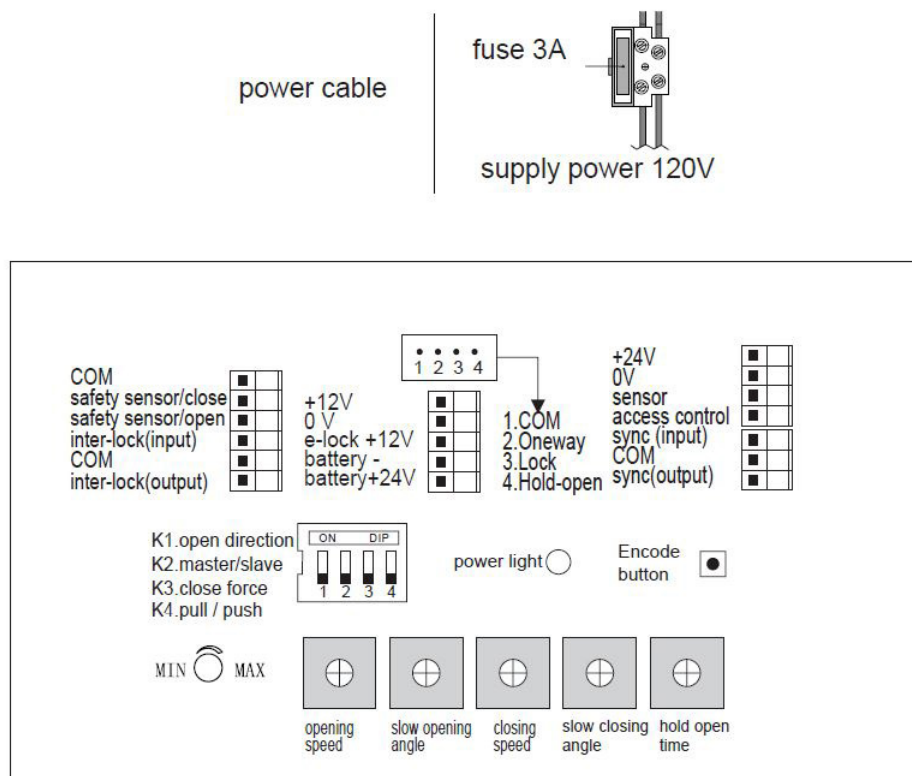 fuse 3A
power cable
supply power 120V
1 2 3 4
COM
safety sensor/close
safety sensor/open
inter-lock(input)
COM
inter-lock(output)
+12V
0 V
e-lock +12V
battery -
battery+24V
1.COM
2.Oneway
3.Lock
4.Hold-open
+24V
0V
sensor
access control
sync (input)
COM
sync(output)
K1.open direction
K2.master/slave
K3.close force
K4.pull / push
ON DIP
1 2 3 4
power light
Encode
button
MIN MAX
opening
speed
slow opening
angle
closing
speed
slow closing
angle
hold open
time